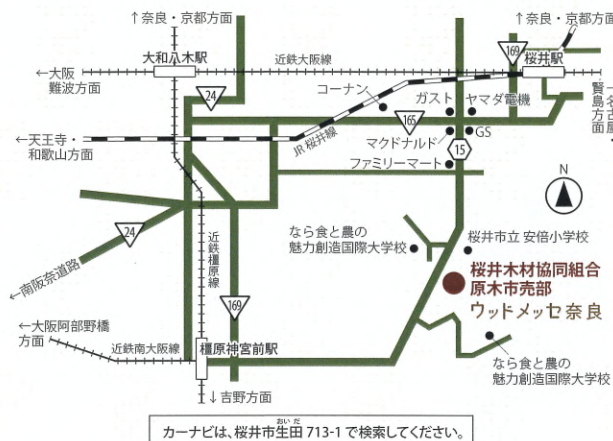 ↑奈良・京都方面
↑奈良・京都方面
大和八木駅
近鉄大阪線
169
桜井駅
←大阪
難波方面
24
コーナン
ガスト
ヤマダ電機
165
←天王寺・
和歌山方面
JR桜井線
マクドナルド
GS
15
ファミリーマート
N
24
←南阪奈道路
近鉄橿原線
169
なら食と農の
魅力創造国際大学校
桜井市立 安倍小学校
桜井木材協同組合
原木市売部
ウッドメッセ奈良
←大阪阿部野橋
方面
近鉄南大阪線
橿原神宮前駅
なら食と農の
魅力創造国際大学校
↓吉野方面
おいだ
カーナビは、桜井市生田 713-1 で検索してください。